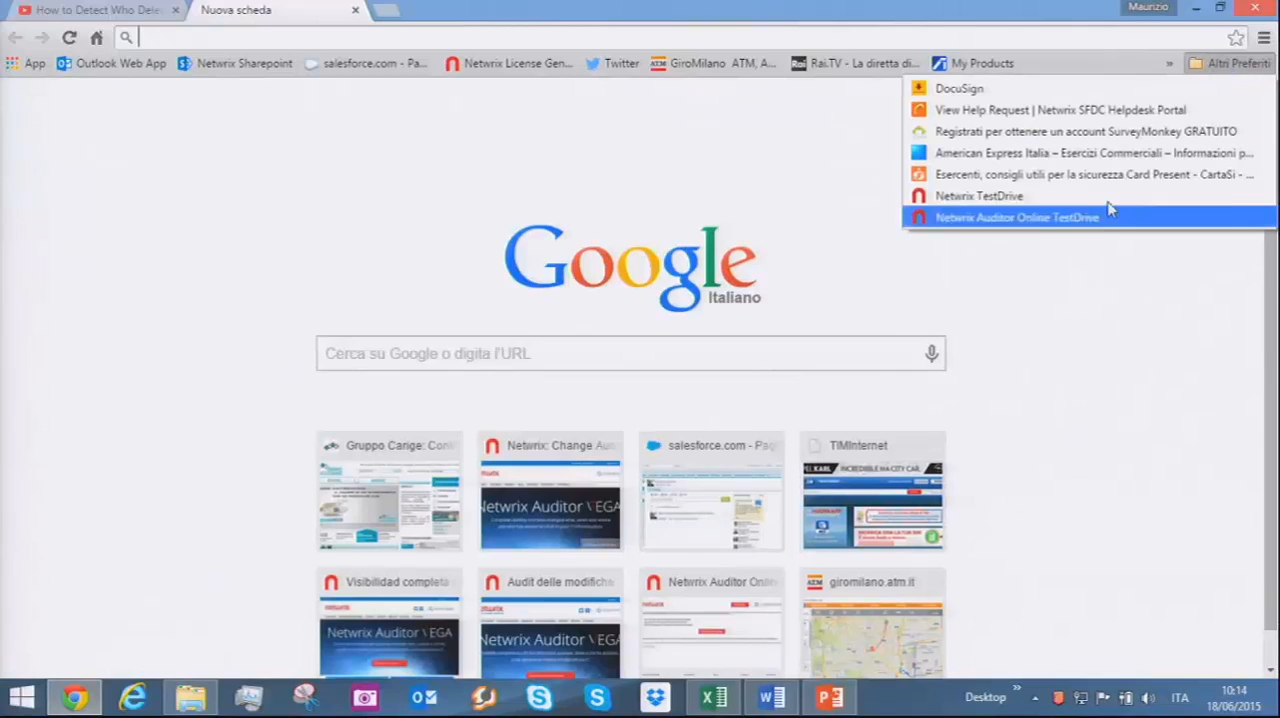 How to Detect Who Dele
Nuova scheda
Maurizio
App
Outlook Web App
Netwrix Sharepoint
salesforce.com - Pa...
Netwrix License Gen...
Twitter
GiroMilano ATM, A...
Rai.TV - La diretta di...
My Products
»
Altri Preferiti
DocuSign
View Help Request | Netwrix SFDC Helpdesk Portal
Registrati per ottenere un account SurveyMonkey GRATUITO
American Express Italia – Esercizi Commerciali – Informazioni p...
Esercenti, consigli utili per la sicurezza Card Present - CartaSi - ...
Netwrix TestDrive
Netwrix Auditor Online TestDrive
Google
Italiano
Cerca su Google o digita l'URL
Gruppo Carige: Con
Netwrix: Change Au
salesforce.com - Pag
TIMInternet
Netwrix Auditor \ EGA
INCREDIBLE MA CITY CAR
Visibilidad completa
Audit delle modifiche
Netwrix Auditor Onli
giromilano.atm.it
Netwrix Auditor \ EGA
Netwrix Auditor \ EGA
Desktop
»
ITA
10:14
18/06/2015